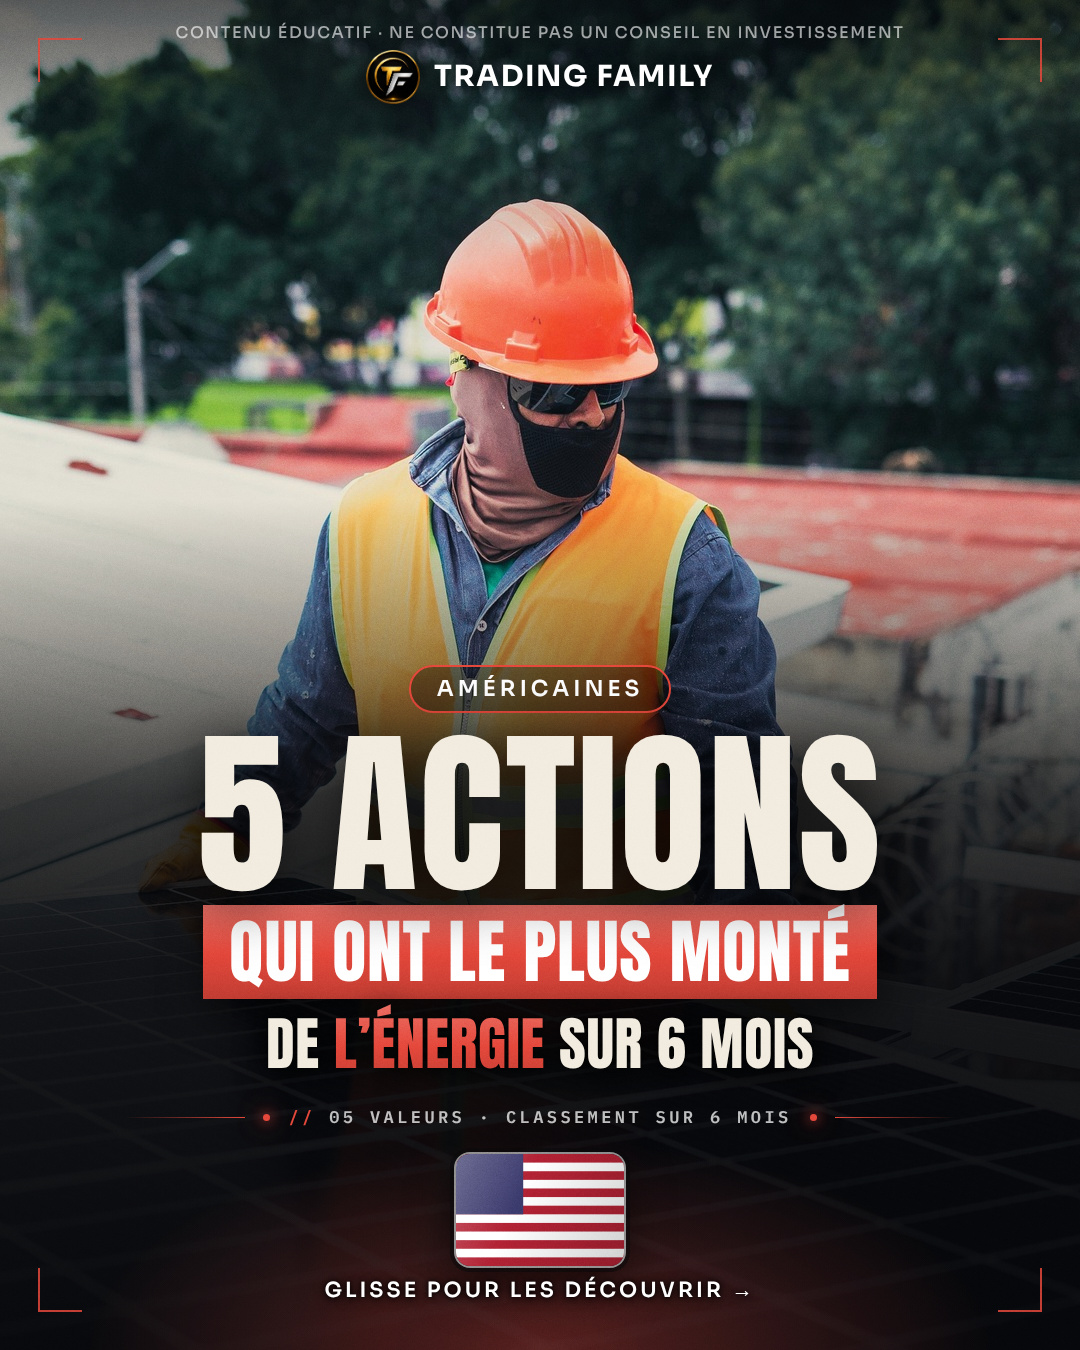 CONTENU ÉDUCATIF · NE CONSTITUE PAS UN CONSEIL EN INVESTISSEMENT
TF TRADING FAMILY
AMÉRICAINES
5 ACTIONS
QUI ONT LE PLUS MONTÉ
DE L’ÉNERGIE SUR 6 MOIS
// 05 VALEURS · CLASSEMENT SUR 6 MOIS
GLISSE POUR LES DÉCOUVRIR →